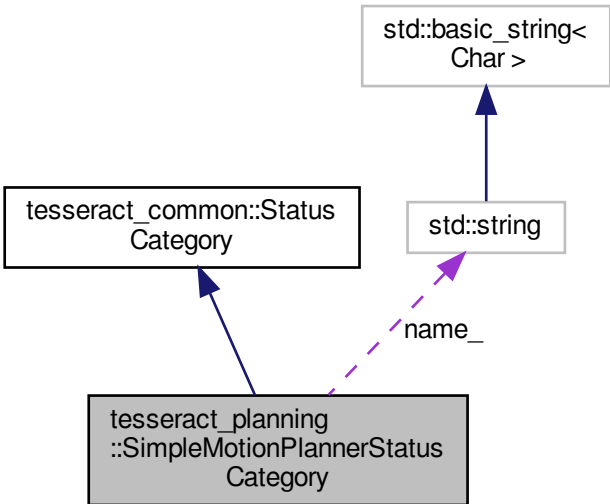 std::basic_string<
Char >
tesseract_common::Status
Category
std::string
name_
tesseract_planning
::SimpleMotionPlannerStatus
Category